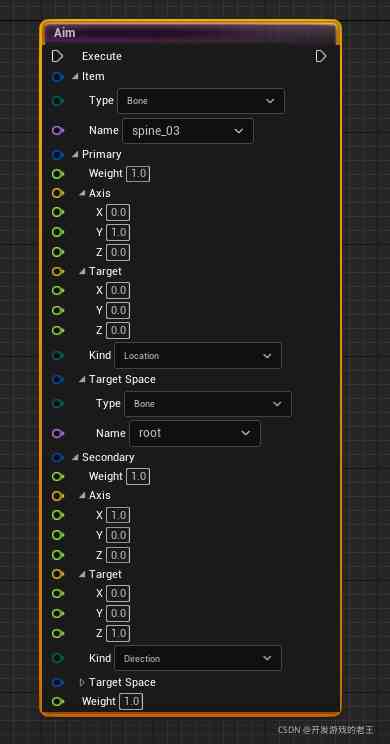 Aim
Execute
Item
Type Bone
Name spine_03
Primary
Weight 1.0
Axis
X 0.0
Y 1.0
Z 0.0
Target
X 0.0
Y 0.0
Z 0.0
Kind Location
Target Space
Type Bone
Name root
Secondary
Weight 1.0
Axis
X 1.0
Y 0.0
Z 0.0
Target
X 0.0
Y 0.0
Z 1.0
Kind Direction
Target Space
Weight 1.0
CSDN @开发游戏的老王